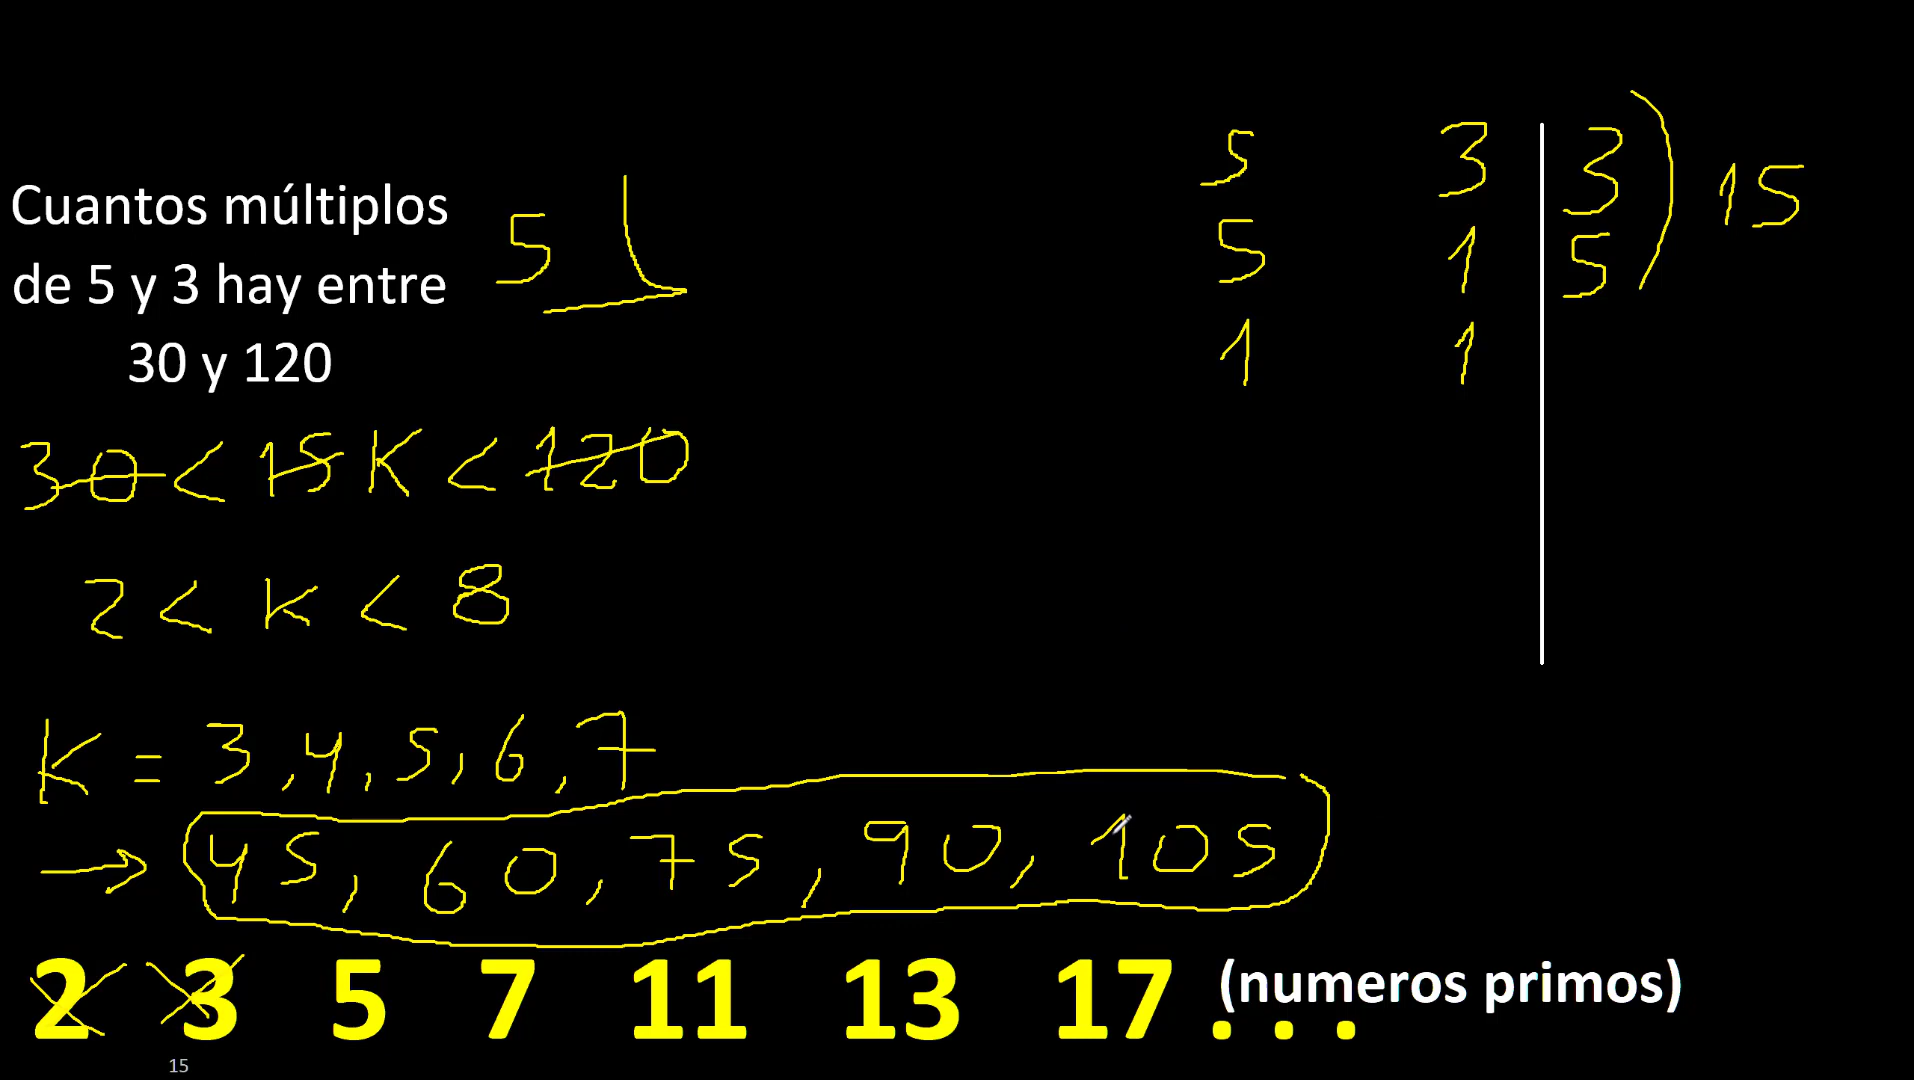 Cuantos múltiplos
de 5 y 3 hay entre
30 y 120
5
5 3 3
5 1 5
1 1
15
30 < 15 K < 120
2 < K < 8
K = 3, 4, 5, 6, 7
→ 45, 60, 75, 90, 105
2 3 5 7 11 13 17 ... (numeros primos)
15